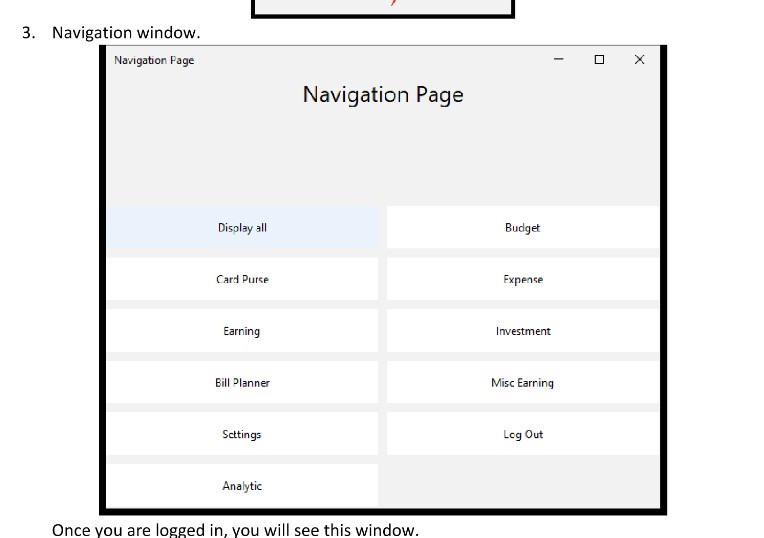 3. Navigation window.
Navigation Page
Navigation Page
Display all Budget
Card Purse Expense
Earning Investment
Bill Planner Misc Earning
Settings Log Out
Analytic
Once you are logged in, you will see this window.